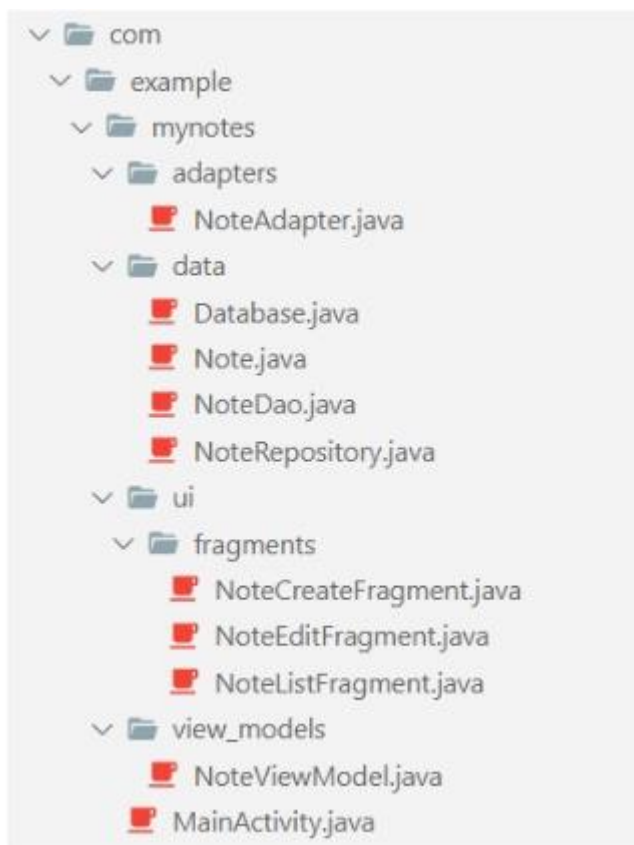 com
example
mynotes
adapters
NoteAdapter.java
data
Database.java
Note.java
NoteDao.java
NoteRepository.java
ui
fragments
NoteCreateFragment.java
NoteEditFragment.java
NoteListFragment.java
view_models
NoteViewModel.java
MainActivity.java